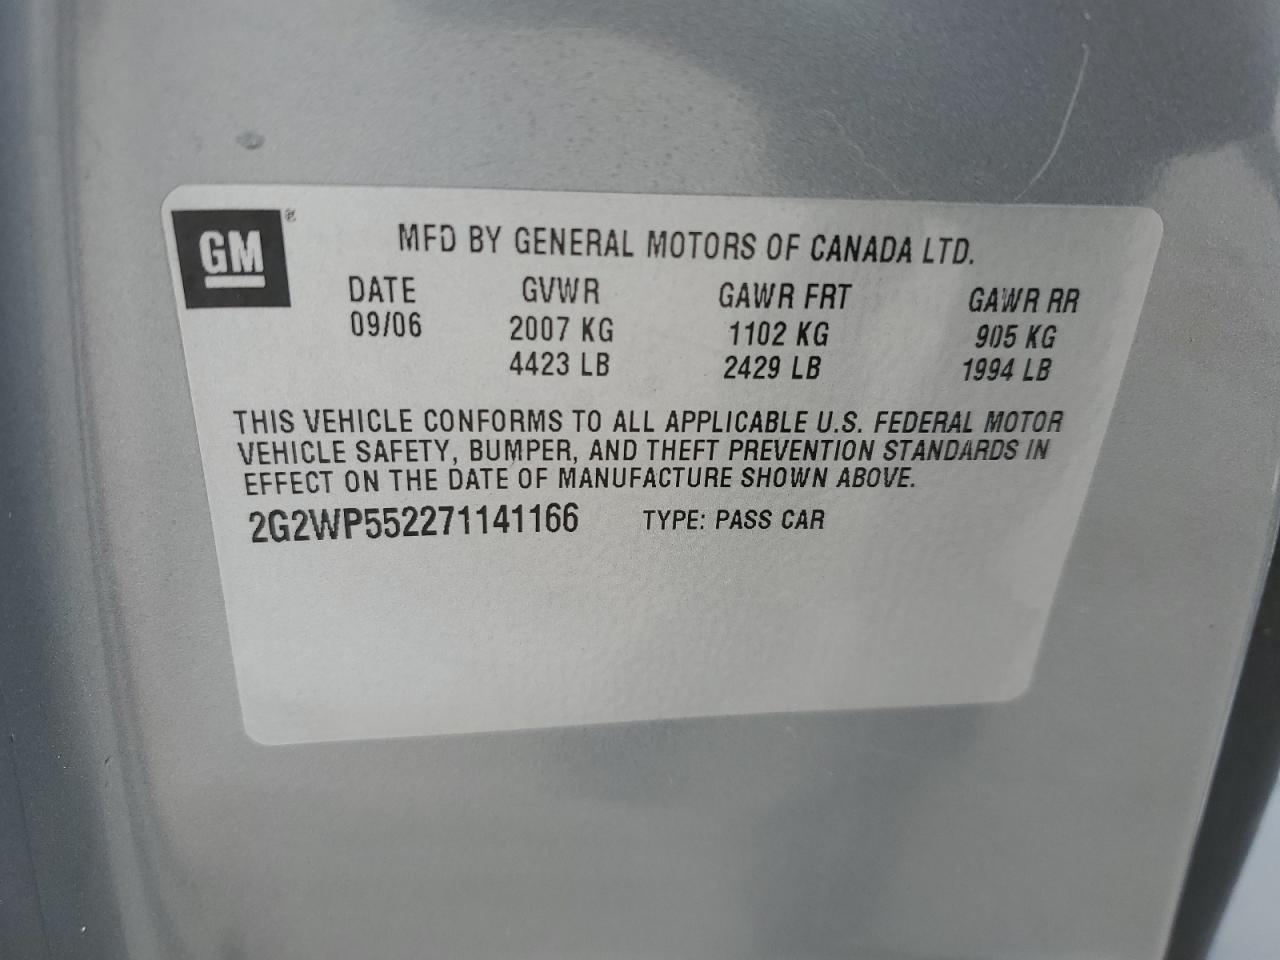 GM®
MFD BY GENERAL MOTORS OF CANADA LTD.
DATE GVWR GAWR FRT GAWR RR
09/06 2007 KG 1102 KG 905 KG
4423 LB 2429 LB 1994 LB
THIS VEHICLE CONFORMS TO ALL APPLICABLE U.S. FEDERAL MOTOR
VEHICLE SAFETY, BUMPER, AND THEFT PREVENTION STANDARDS IN
EFFECT ON THE DATE OF MANUFACTURE SHOWN ABOVE.
2G2WP552271141166 TYPE: PASS CAR